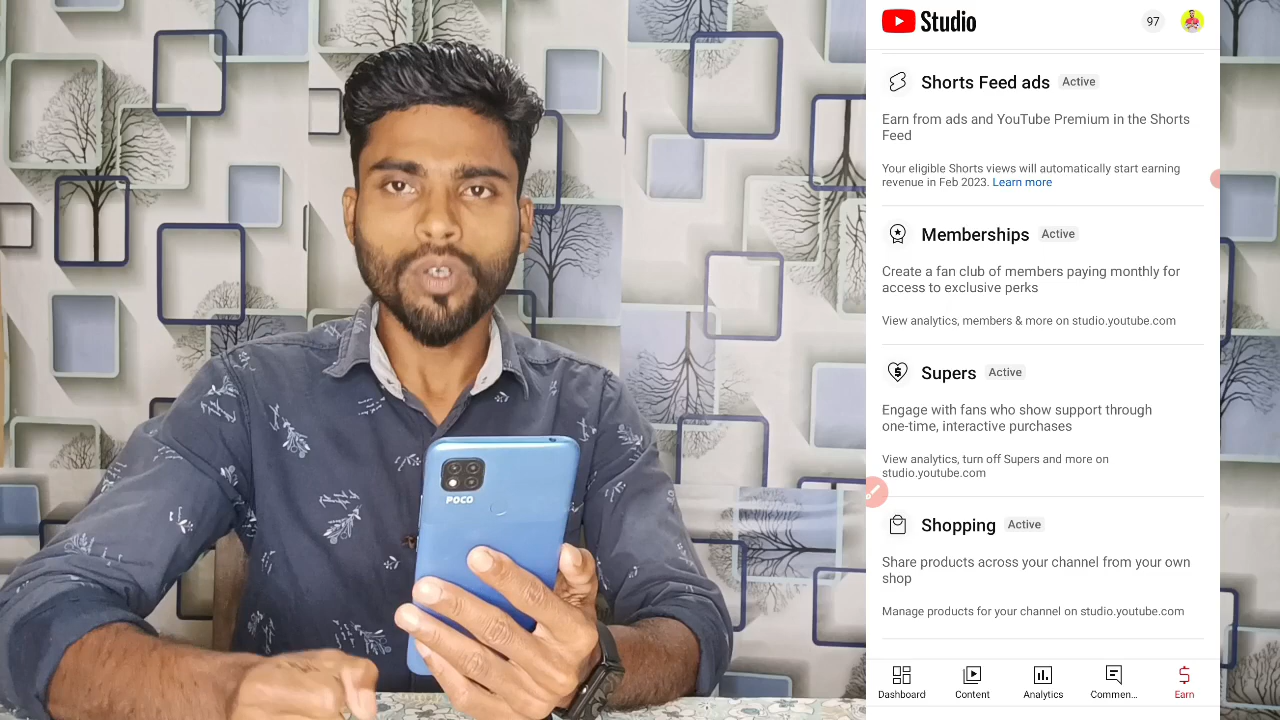 POCO
Studio
97
Shorts Feed ads Active
Earn from ads and YouTube Premium in the Shorts
Feed
Your eligible Shorts views will automatically start earning
revenue in Feb 2023. Learn more
Memberships Active
Create a fan club of members paying monthly for
access to exclusive perks
View analytics, members & more on studio.youtube.com
Supers Active
Engage with fans who show support through
one-time, interactive purchases
View analytics, turn off Supers and more on
studio.youtube.com
Shopping Active
Share products across your channel from your own
shop
Manage products for your channel on studio.youtube.com
Dashboard
Content
Analytics
Commen...
Earn